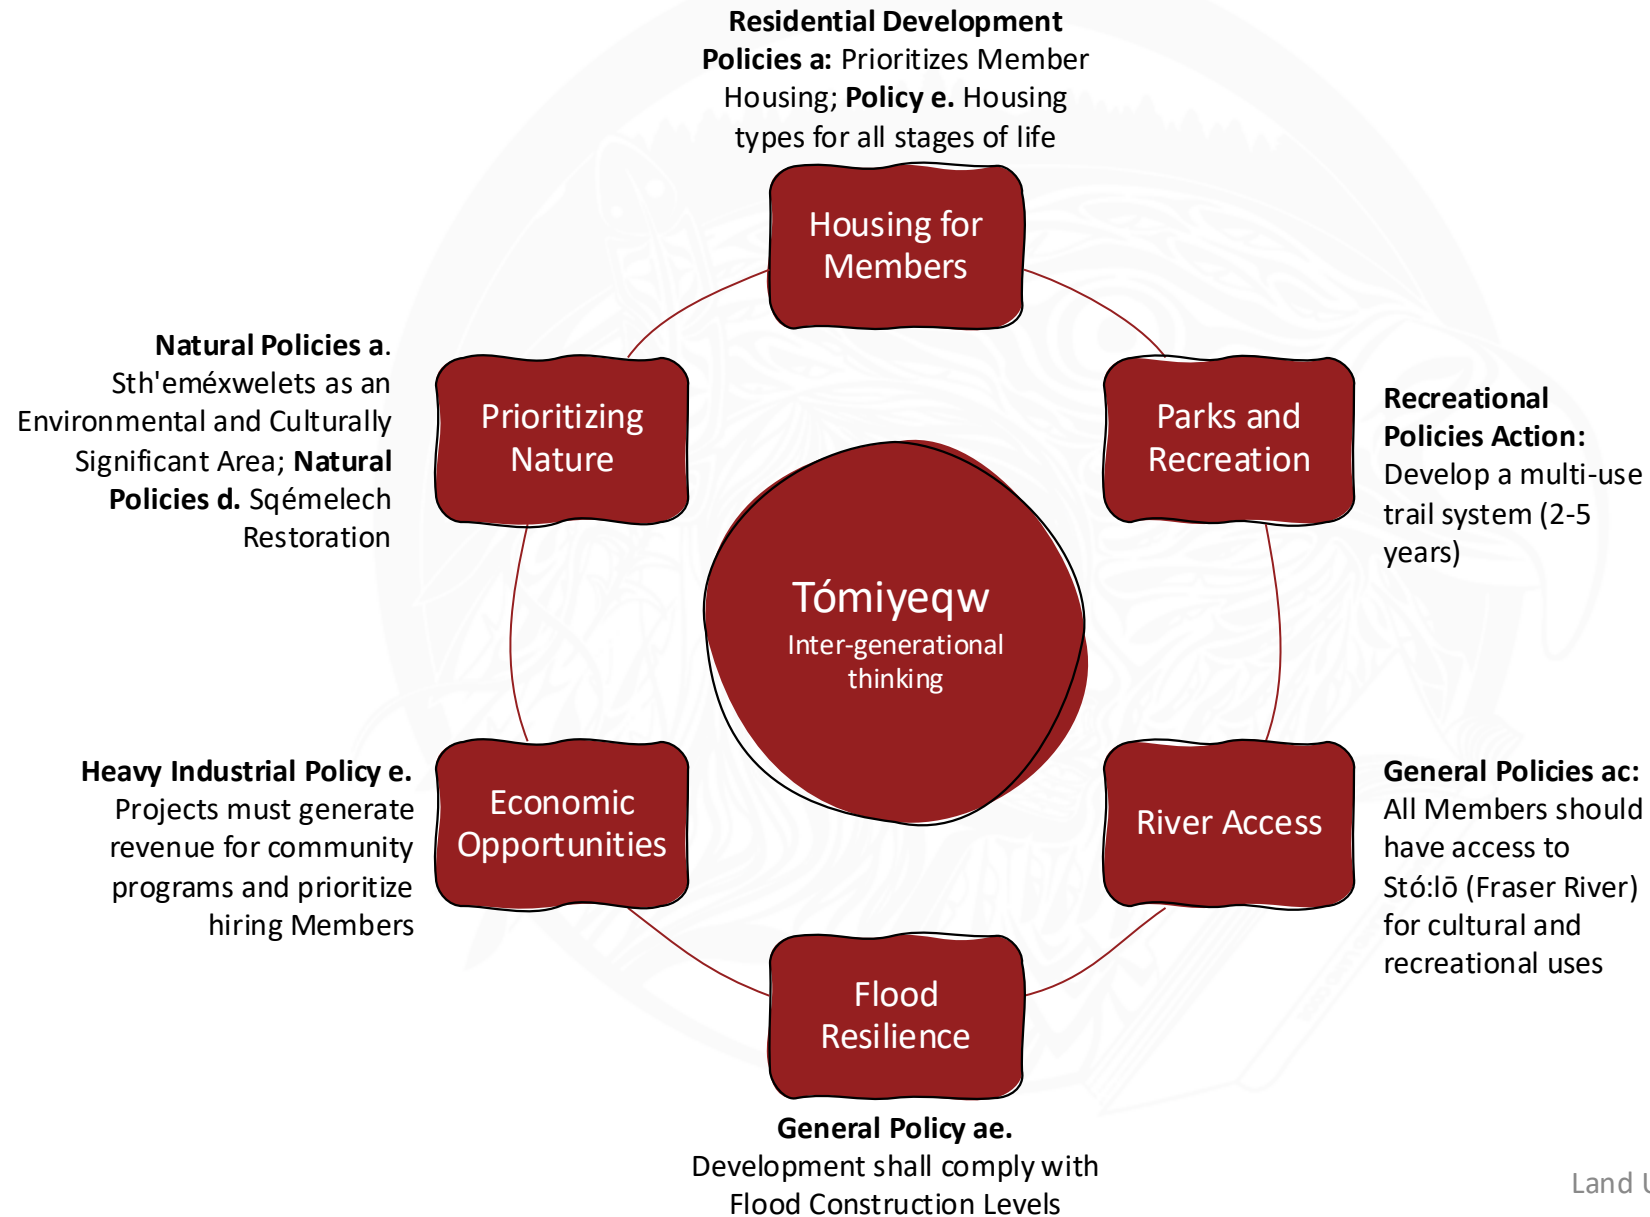 Residential Development
Policies a: Prioritizes Member
Housing; Policy e. Housing
types for all stages of life
Housing for
Members
Natural Policies a.
Sth'eméxwelets as an
Environmental and Culturally
Significant Area; Natural
Policies d. Sqémelech
Restoration
Prioritizing
Nature
Parks and
Recreation
Recreational
Policies Action:
Develop a multi-use
trail system (2-5
years)
Tómiyeqw
Inter-generational
thinking
Heavy Industrial Policy e.
Projects must generate
revenue for community
programs and prioritize
hiring Members
Economic
Opportunities
River Access
General Policies ac:
All Members should
have access to
Stó:lō (Fraser River)
for cultural and
recreational uses
Flood
Resilience
General Policy ae.
Development shall comply with
Flood Construction Levels
Land U